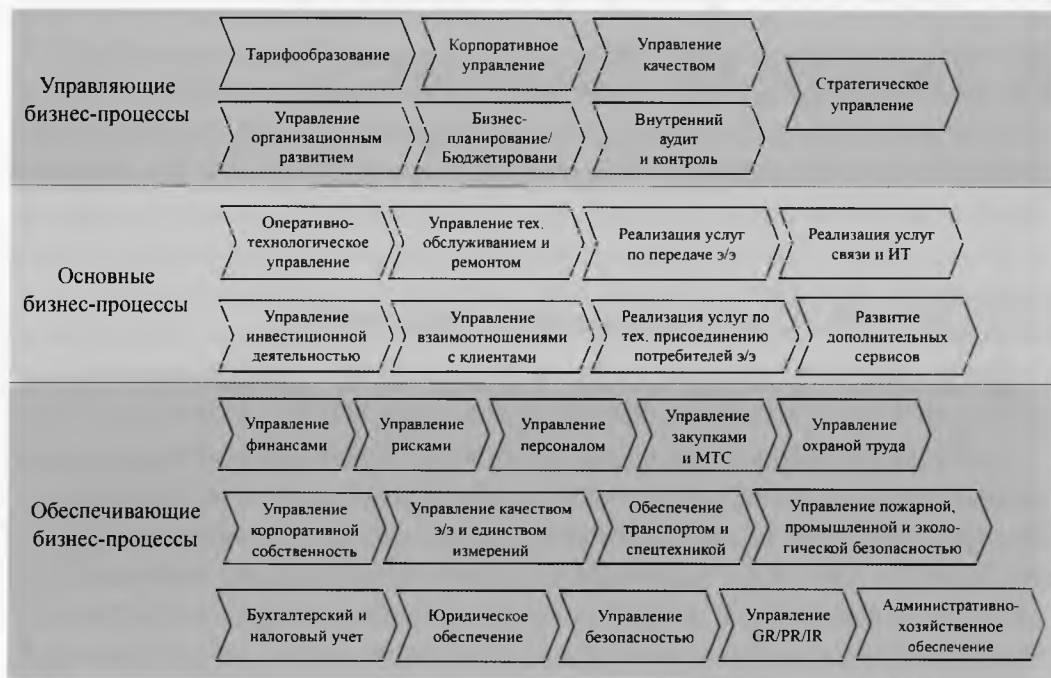 Управляющие
бизнес-процессы
Тарифообразование
Корпоративное
управление
Управление
качеством
Стратегическое
управление
Управление
организационным
развитием
Бизнес-
планирование/
Бюджетировани
Внутренний
аудит
и контроль
Основные
бизнес-процессы
Оперативно-
технологическое
управление
Управление тех.
обслуживанием и
ремонтом
Реализация услуг
по передаче э/э
Реализация услуг
связи и ИТ
Управление
инвестиционной
деятельностью
Управление
взаимоотношениями
с клиентами
Реализация услуг по
тех. присоединению
потребителей э/э
Развитие
дополнительных
сервисов
Обеспечивающие
бизнес-процессы
Управление
финансами
Управление
рисками
Управление
персоналом
Управление
закупками
и МТС
Управление
охраной труда
Управление
корпоративной
собственность
Управление качеством
э/э и единством
измерений
Обеспечение
транспортом и
спецтехникой
Управление пожарной,
промышленной и эколо-
гической безопасностью
Бухгалтерский и
налоговый учет
Юридическое
обеспечение
Управление
безопасностью
Управление
GR/PR/IR
Административно-
хозяйственное
обеспечение